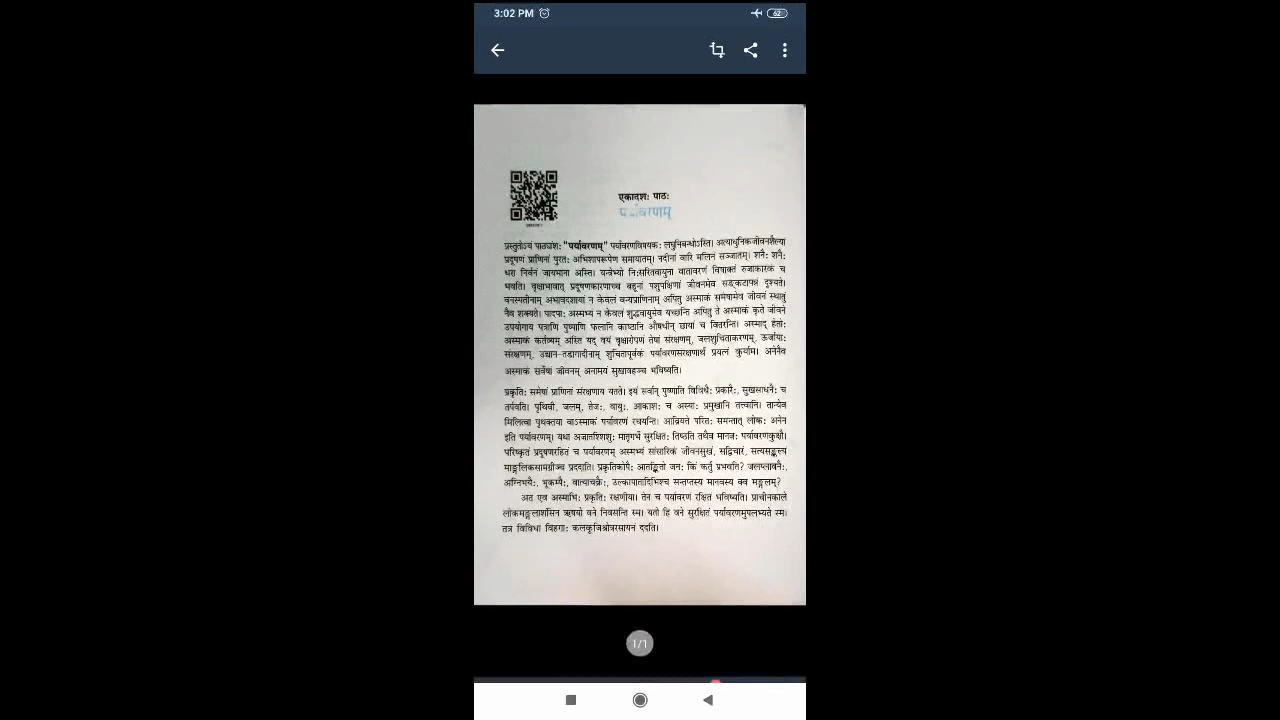 3:02 PM
62
एकादशः पाठः
पर्यावरणम्
प्रस्तुतोऽयं पाठ्यांशः "पर्यावरणम्" पर्यावरणविषयकः लघुनिबन्धोऽस्ति। अत्याधुनिकजीवनशैल्यां
प्रदूषणं प्राणिनां पुरतः अभिशापरूपेण समायातम्। नदीनां वारि मलिनं सञ्जातम्। शनैः शनैः
धरा निर्वनं जायमाना अस्ति। यन्त्रेभ्यो निःसरितवायुना वातावरणं विषाक्तं रुजाकारकं च
भवति। वृक्षाभावात् प्रदूषणकारणाच्च बहूनां पशुपक्षिणां जीवनमेव सङ्कटापन्नं दृश्यते।
वनस्पतीनाम् अभावदशायां न केवलं वन्यप्राणिनाम् अपितु अस्माकं समेषामेव जीवनं स्थातुं
नैव शक्यते। पादपाः अस्मभ्यं न केवलं शुद्धवायुमेव यच्छन्ति अपितु ते अस्माकं कृते जीवने
उपयोगाय पत्राणि पुष्पाणि फलानि काष्ठानि औषधीन् छायां च वितरन्ति। अस्माद् हेतोः
अस्माकं कर्तव्यम् अस्ति यद् वयं वृक्षारोपणं तेषां संरक्षणम्, जलशुचिताकरणम्, ऊर्जायाः
संरक्षणम्, उद्यान-तडागादीनाम् शुचितापूर्वकं पर्यावरणसंरक्षणार्थं प्रयत्नं कुर्याम। अनेनैव
अस्माकं सर्वेषां जीवनम् अनामयं सुखावहञ्च भविष्यति।
प्रकृतिः समेषां प्राणिनां संरक्षणाय यतते। इयं सर्वान् पुष्णाति विविधैः प्रकारैः, सुखसाधनैः च
तर्पयति। पृथिवी, जलम्, तेजः, वायुः, आकाशः च अस्याः प्रमुखानि तत्त्वानि। तान्येव
मिलित्वा पृथक्तया वाऽस्माकं पर्यावरणं रचयन्ति। आव्रियते परितः समन्तात् लोकः अनेन
इति पर्यावरणम्। यथा अजातश्शिशुः मातृगर्भे सुरक्षितः तिष्ठति तथैव मानवः पर्यावरणकुक्षौ।
परिष्कृतं प्रदूषणरहितं च पर्यावरणम् अस्मभ्यं सांसारिकं जीवनसुखं, सद्विचारं, सत्यसङ्कल्पं
माङ्गलिकसामग्रीञ्च प्रददाति। प्रकृतिकोपैः आतङ्कितो जनः किं कर्तुं प्रभवति? जलप्लावनैः,
अग्निभयैः, भूकम्पैः, वात्याचक्रैः, उल्कापातादिभिश्च सन्तप्तस्य मानवस्य क्व मङ्गलम्?
अत एव अस्माभिः प्रकृतिः रक्षणीया। तेन च पर्यावरणं रक्षितं भविष्यति। प्राचीनकाले
लोकमङ्गलाशंसिन ऋषयो वने निवसन्ति स्म। यतो हि वने सुरक्षितं पर्यावरणमुपलभ्यते स्म।
तत्र विविधा विहगाः कलकूजिश्रोत्ररसायनं ददति।
1/1